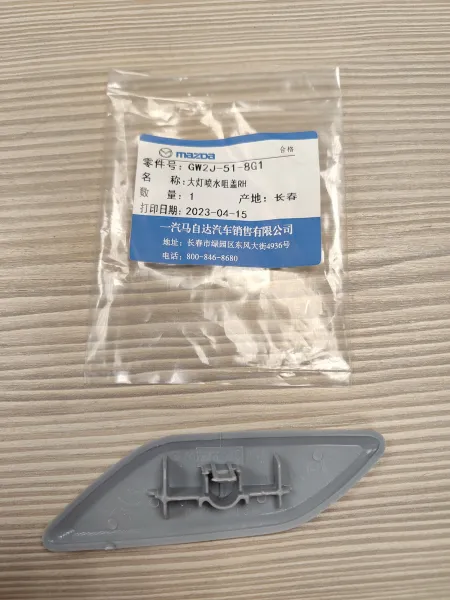 mazda
合格
零件号: GW2J-51-8G1
名 称: 大灯喷水咀盖RH
数 量: 1 产地: 长春
打印日期: 2023-04-15
一汽马自达汽车销售有限公司
地址: 长春市绿园区东风大街4936号
电话: 800-846-8680